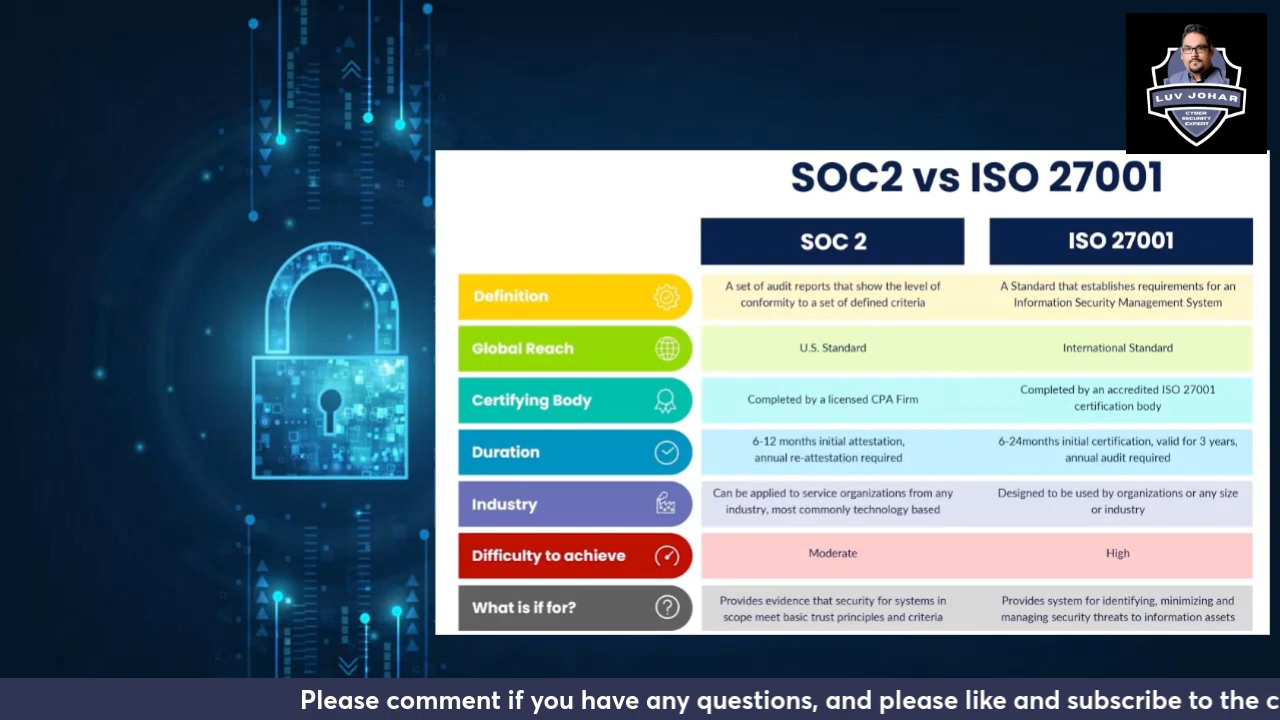 LUV JOHAR
CYBER
SECURITY
EXPERT
SOC2 vs ISO 27001
SOC 2
ISO 27001
Definition
A set of audit reports that show the level of
conformity to a set of defined criteria
A Standard that establishes requirements for an
Information Security Management System
Global Reach
U.S. Standard
International Standard
Certifying Body
Completed by a licensed CPA Firm
Completed by an accredited ISO 27001
certification body
Duration
6-12 months initial attestation,
annual re-attestation required
6-24months initial certification, valid for 3 years,
annual audit required
Industry
Can be applied to service organizations from any
industry, most commonly technology based
Designed to be used by organizations or any size
or industry
Difficulty to achieve
Moderate
High
What is if for?
Provides evidence that security for systems in
scope meet basic trust principles and criteria
Provides system for identifying, minimizing and
managing security threats to information assets
Please comment if you have any questions, and please like and subscribe to the c